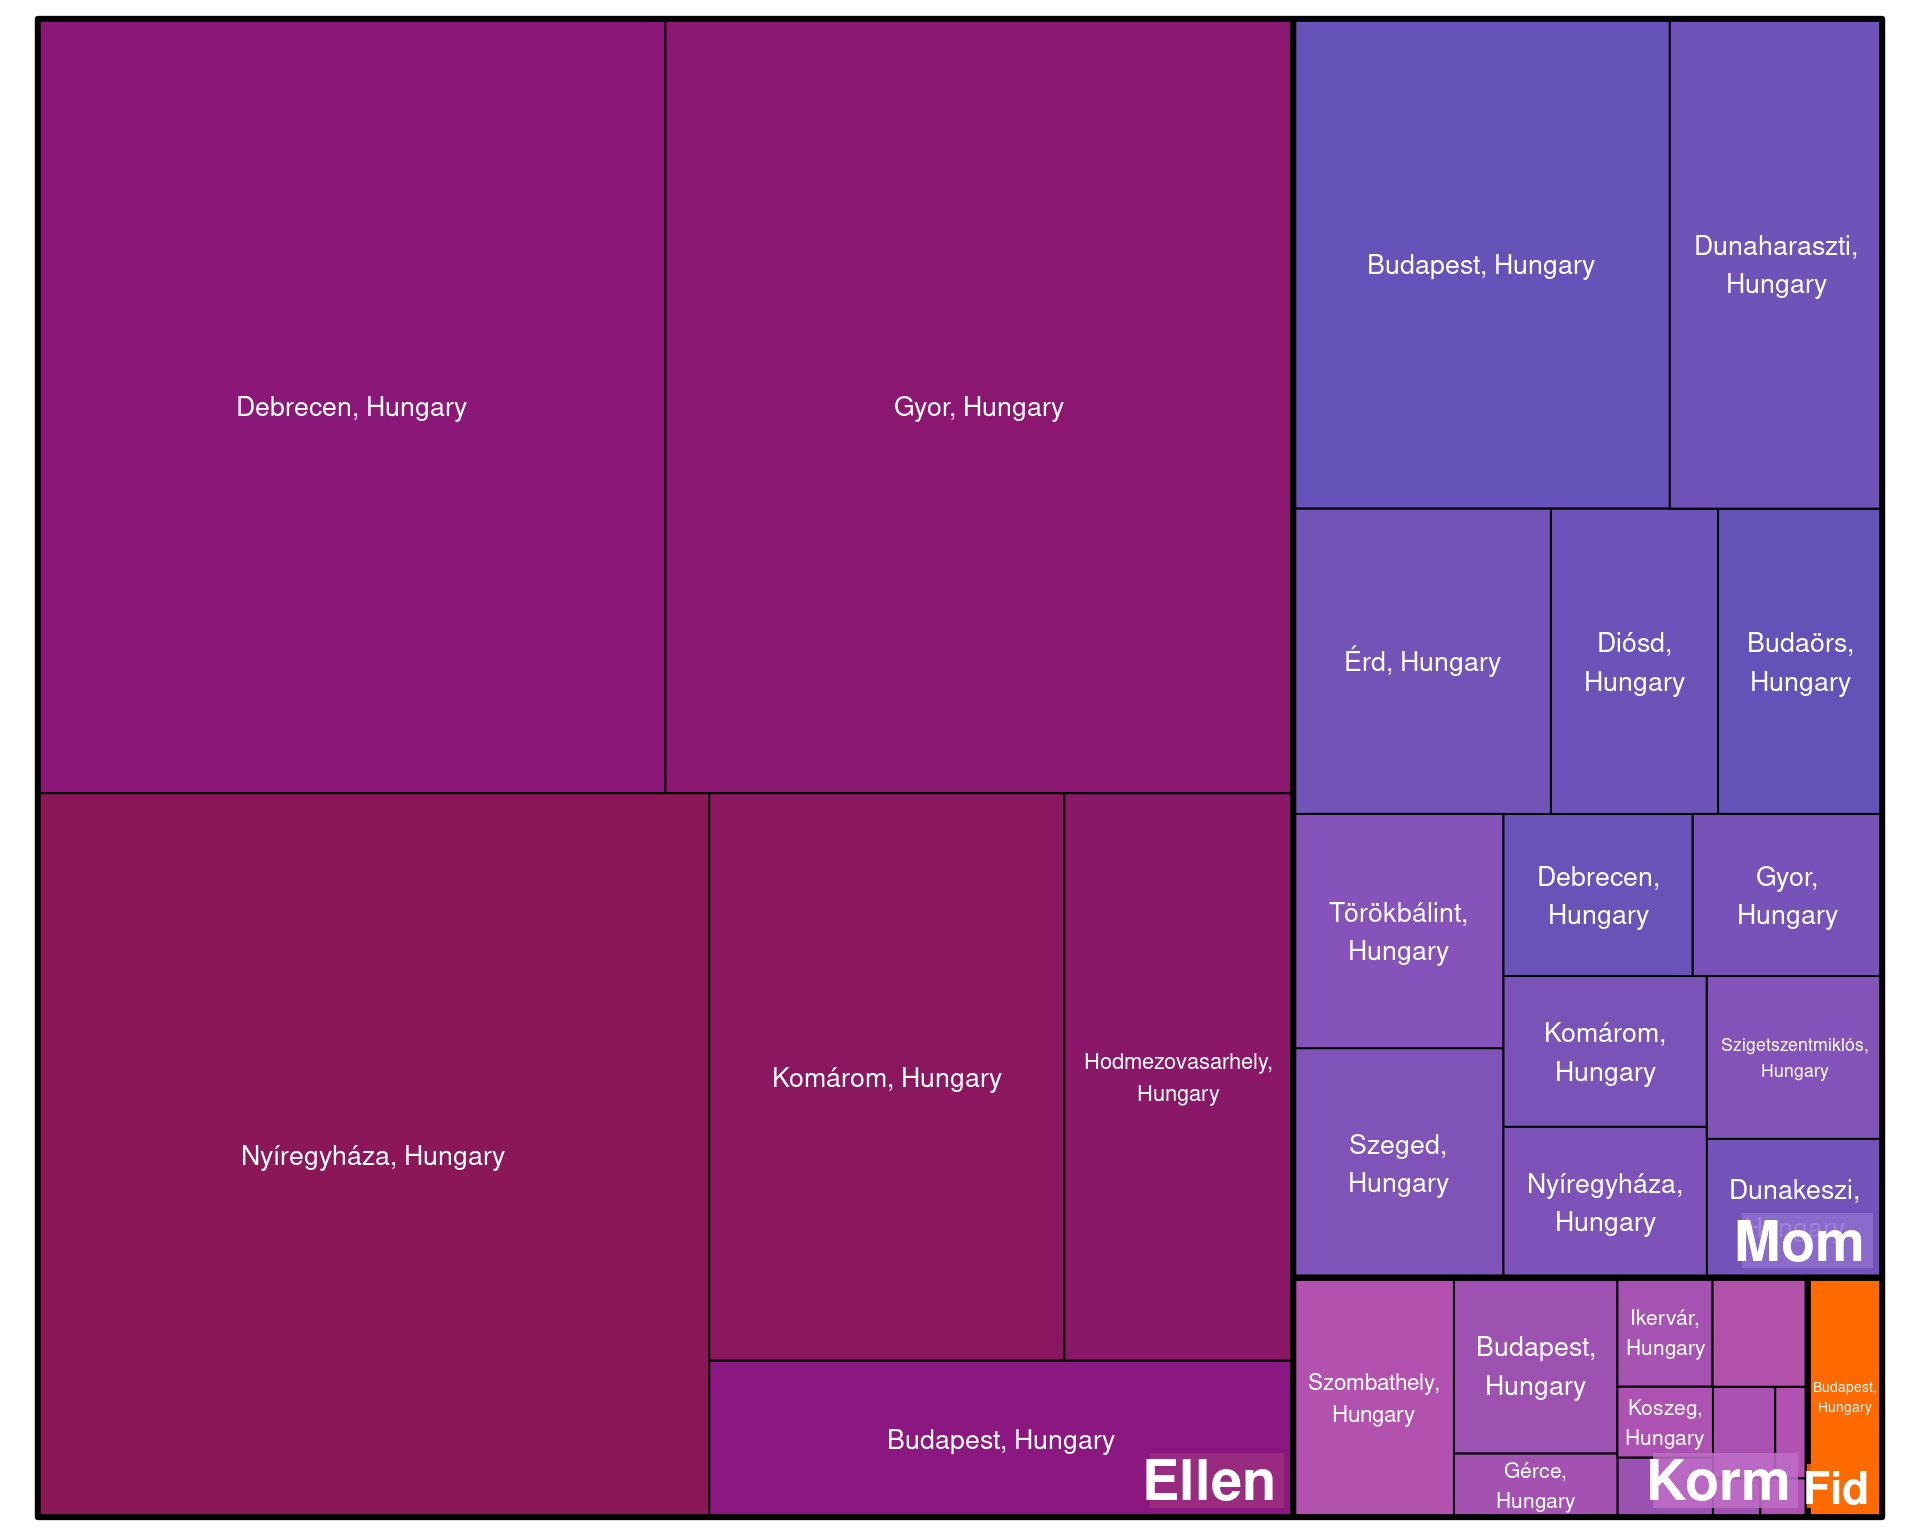 Debrecen, Hungary
Gyor, Hungary
Nyíregyháza, Hungary
Komárom, Hungary
Hodmezovasarhely,
Hungary
Budapest, Hungary
Ellen
Budapest, Hungary
Dunaharaszti,
Hungary
Érd, Hungary
Diósd,
Hungary
Budaörs,
Hungary
Törökbálint,
Hungary
Debrecen,
Hungary
Gyor,
Hungary
Szeged,
Hungary
Komárom,
Hungary
Szigetszentmiklós,
Hungary
Nyíregyháza,
Hungary
Dunakeszi,
Hungary
Mom
Szombathely,
Hungary
Budapest,
Hungary
Gérce,
Hungary
Ikervár,
Hungary
Koszeg,
Hungary
Korm
Budapest,
Hungary
Fid